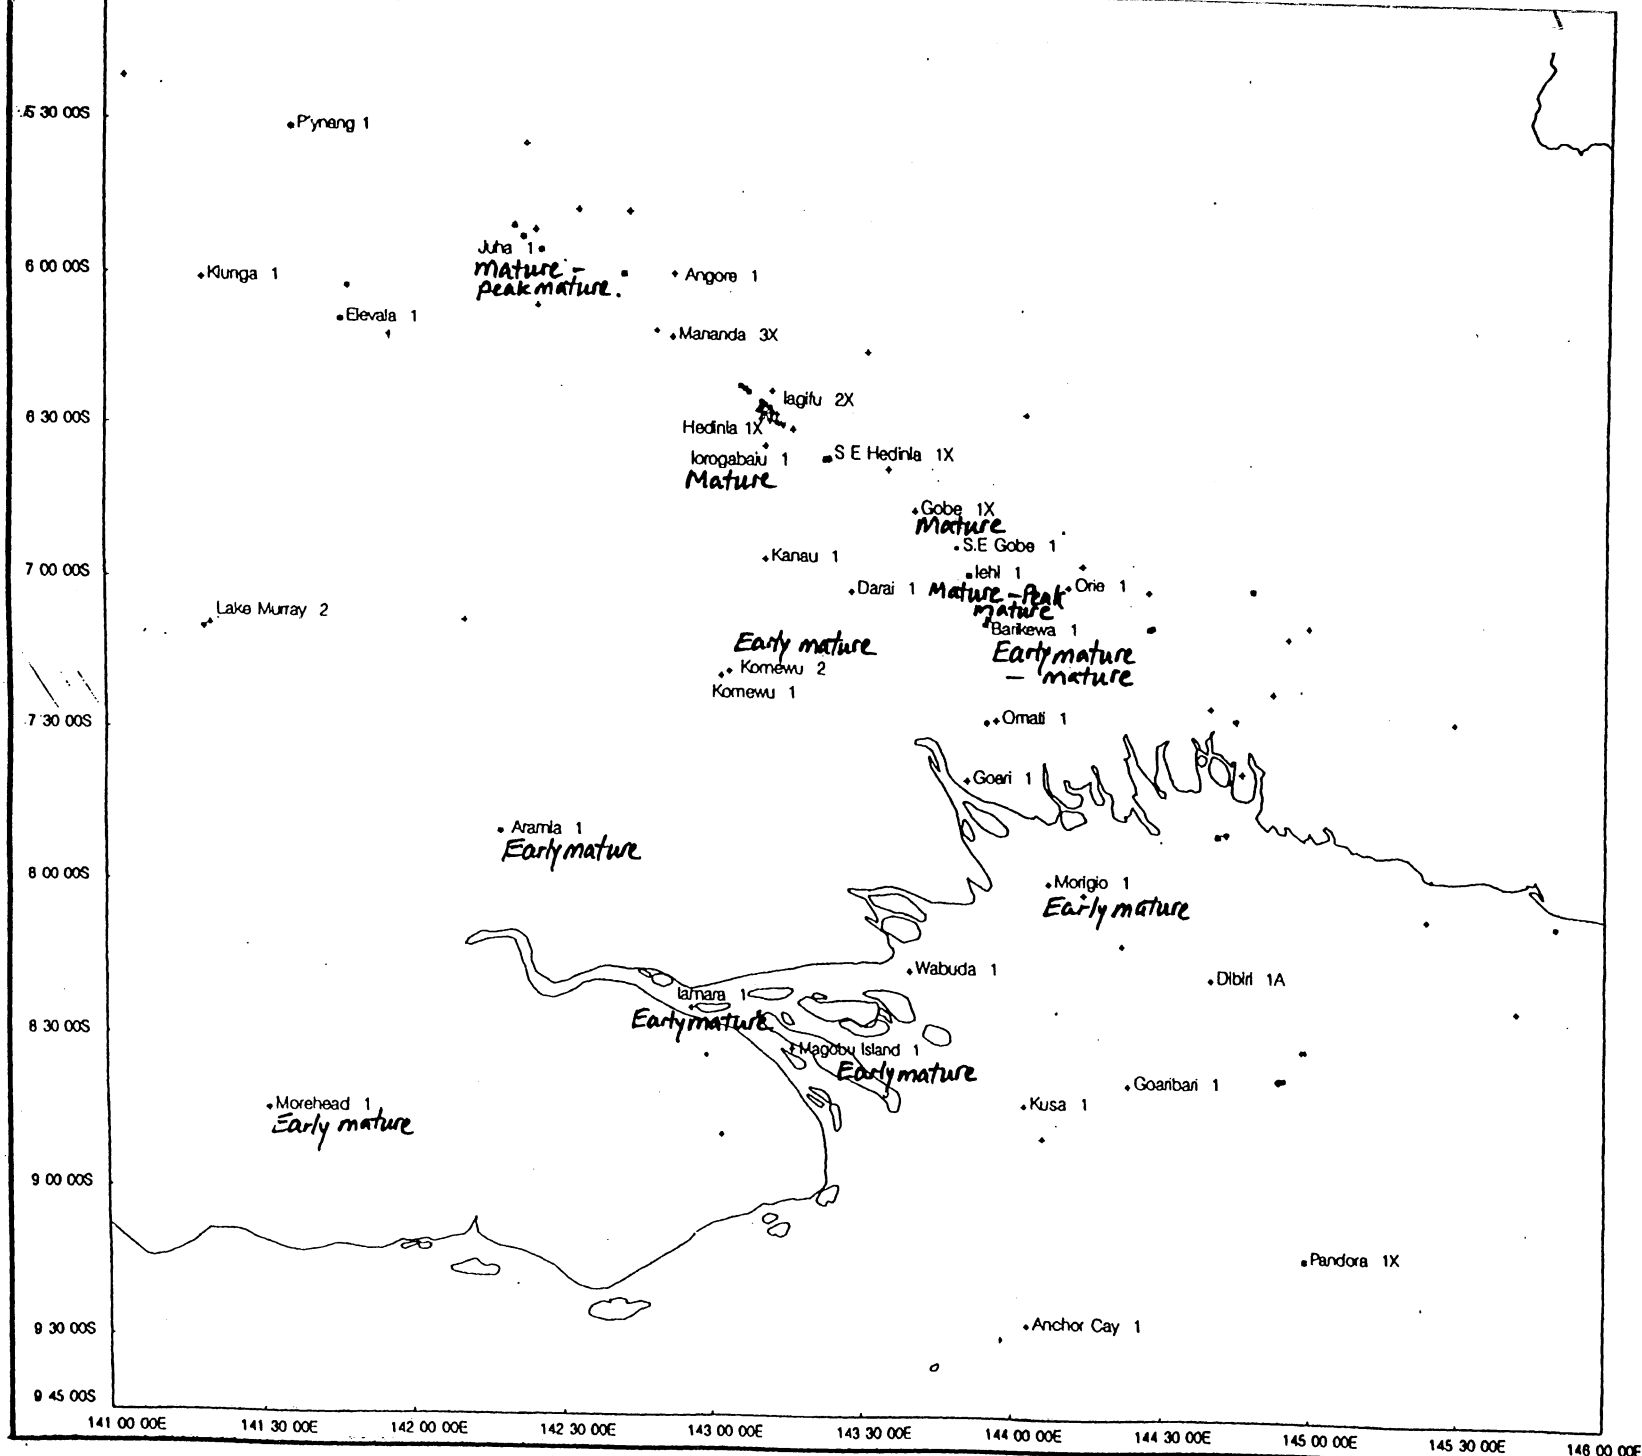 5 30 00S
P'ynang 1
Juha 1
Mature -
peak mature.
6 00 00S
Kiunga 1
Angore 1
Elevala 1
Mananda 3X
Iagifu 2X
6 30 00S
Hedinia 1X
Iorogabaiu 1
S E Hedinia 1X
Mature
Gobe 1X
Mature
S.E Gobe 1
Kanau 1
7 00 00S
Iehi 1
Darai 1
Orie 1
Mature - Peak
mature
Lake Murray 2
Barikewa 1
Early mature
- mature
Early mature
Komewu 2
Komewu 1
7 30 00S
Omati 1
Goari 1
Aramia 1
Early mature
8 00 00S
Morigio 1
Early mature
Wabuda 1
Dibiri 1A
Iamara 1
Early mature
8 30 00S
Magobu Island 1
Early mature
Goaribari 1
Morehead 1
Early mature
Kusa 1
9 00 00S
Pandora 1X
9 30 00S
Anchor Cay 1
9 45 00S
141 00 00E
141 30 00E
142 00 00E
142 30 00E
143 00 00E
143 30 00E
144 00 00E
144 30 00E
145 00 00E
145 30 00E
146 00 00E